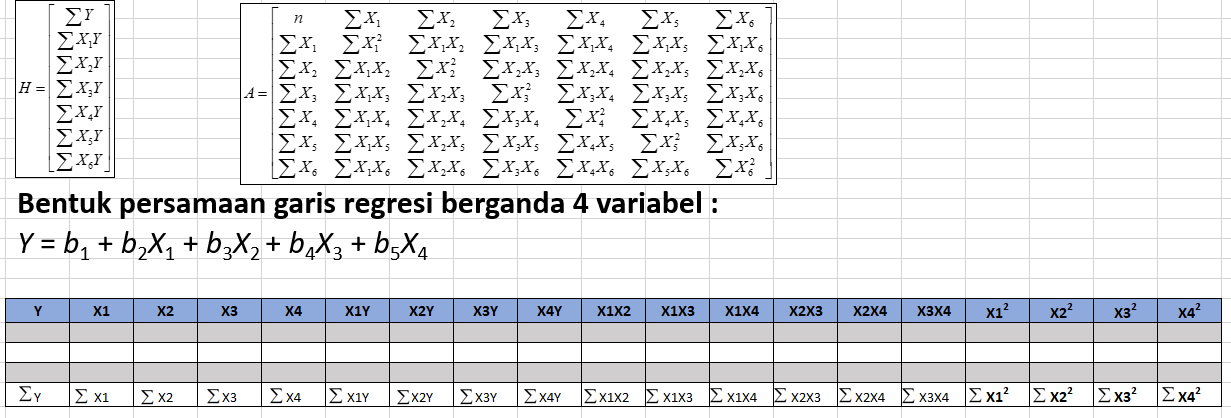 H = [ ∑Y
∑X₁Y
∑X₂Y
∑X₃Y
∑X₄Y
∑X₅Y
∑X₆Y ]
A = [ n ∑X₁ ∑X₂ ∑X₃ ∑X₄ ∑X₅ ∑X₆
∑X₁ ∑X₁² ∑X₁X₂ ∑X₁X₃ ∑X₁X₄ ∑X₁X₅ ∑X₁X₆
∑X₂ ∑X₁X₂ ∑X₂² ∑X₂X₃ ∑X₂X₄ ∑X₂X₅ ∑X₂X₆
∑X₃ ∑X₁X₃ ∑X₂X₃ ∑X₃² ∑X₃X₄ ∑X₃X₅ ∑X₃X₆
∑X₄ ∑X₁X₄ ∑X₂X₄ ∑X₃X₄ ∑X₄² ∑X₄X₅ ∑X₄X₆
∑X₅ ∑X₁X₅ ∑X₂X₅ ∑X₃X₅ ∑X₄X₅ ∑X₅² ∑X₅X₆
∑X₆ ∑X₁X₆ ∑X₂X₆ ∑X₃X₆ ∑X₄X₆ ∑X₅X₆ ∑X₆² ]
Bentuk persamaan garis regresi berganda 4 variabel :
Y = b₁ + b₂X₁ + b₃X₂ + b₄X₃ + b₅X₄
Y X1 X2 X3 X4 X1Y X2Y X3Y X4Y X1X2 X1X3 X1X4 X2X3 X2X4 X3X4 X1² X2² X3² X4²
∑Y ∑X1 ∑X2 ∑X3 ∑X4 ∑X1Y ∑X2Y ∑X3Y ∑X4Y ∑X1X2 ∑X1X3 ∑X1X4 ∑X2X3 ∑X2X4 ∑X3X4 ∑X1² ∑X2² ∑X3² ∑X4²